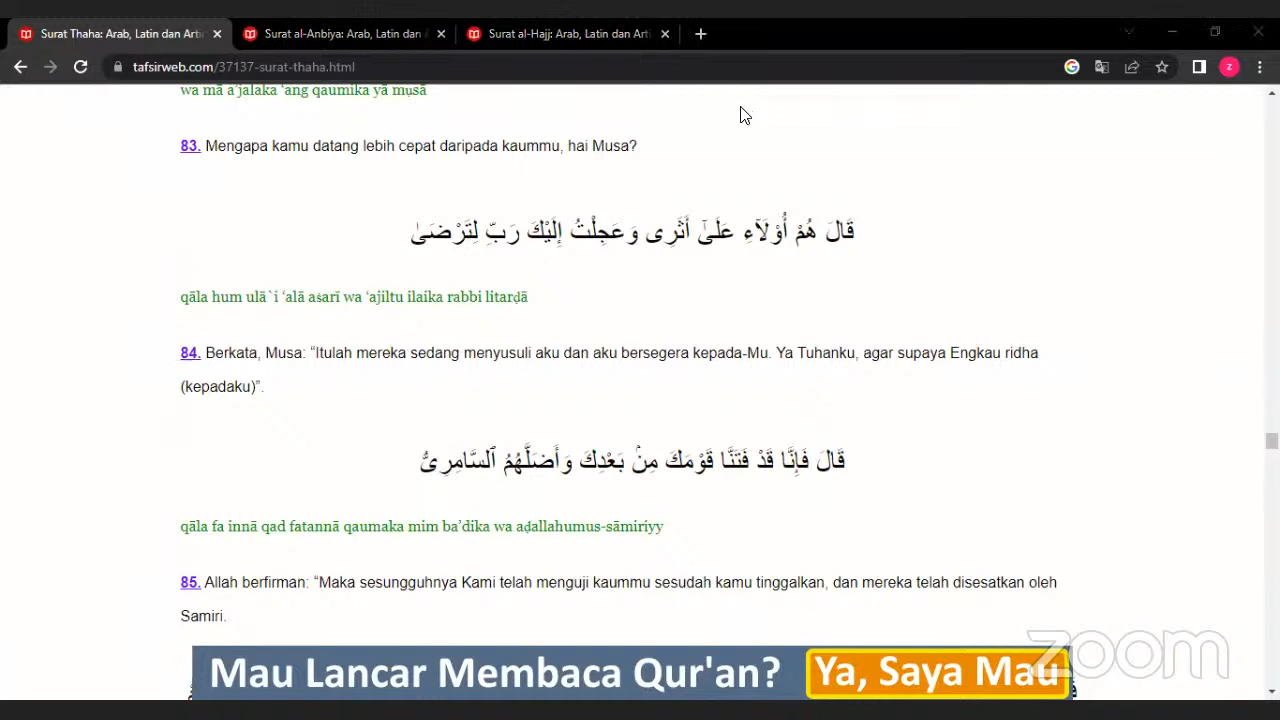 Surat Thaha: Arab, Latin dan Arti
Surat al-Anbiya: Arab, Latin dan A
Surat al-Hajj: Arab, Latin dan Arti
tafsirweb.com/37137-surat-thaha.html
z
wa mā a’jalaka ‘ang qaumika yā mụsā
83. Mengapa kamu datang lebih cepat daripada kaummu, hai Musa?
قَالَ هُمْ أُو۟لَآءِ عَلَىٰٓ أَثَرِى وَعَجِلْتُ إِلَيْكَ رَبِّ لِتَرْضَىٰ
qāla hum ulā`i ‘alā aṡarī wa ‘ajiltu ilaika rabbi litarḍā
84. Berkata, Musa: “Itulah mereka sedang menyusuli aku dan aku bersegera kepada-Mu. Ya Tuhanku, agar supaya Engkau ridha
(kepadaku)”.
قَالَ فَإِنَّا قَدْ فَتَنَّا قَوْمَكَ مِنۢ بَعْدِكَ وَأَضَلَّهُمُ ٱلسَّامِرِىُّ
qāla fa innā qad fatannā qaumaka mim ba’dika wa aḍallahumus-sāmiriyy
85. Allah berfirman: “Maka sesungguhnya Kami telah menguji kaummu sesudah kamu tinggalkan, dan mereka telah disesatkan oleh
Samiri.
Mau Lancar Membaca Qur'an? Ya, Saya Mau
zoom